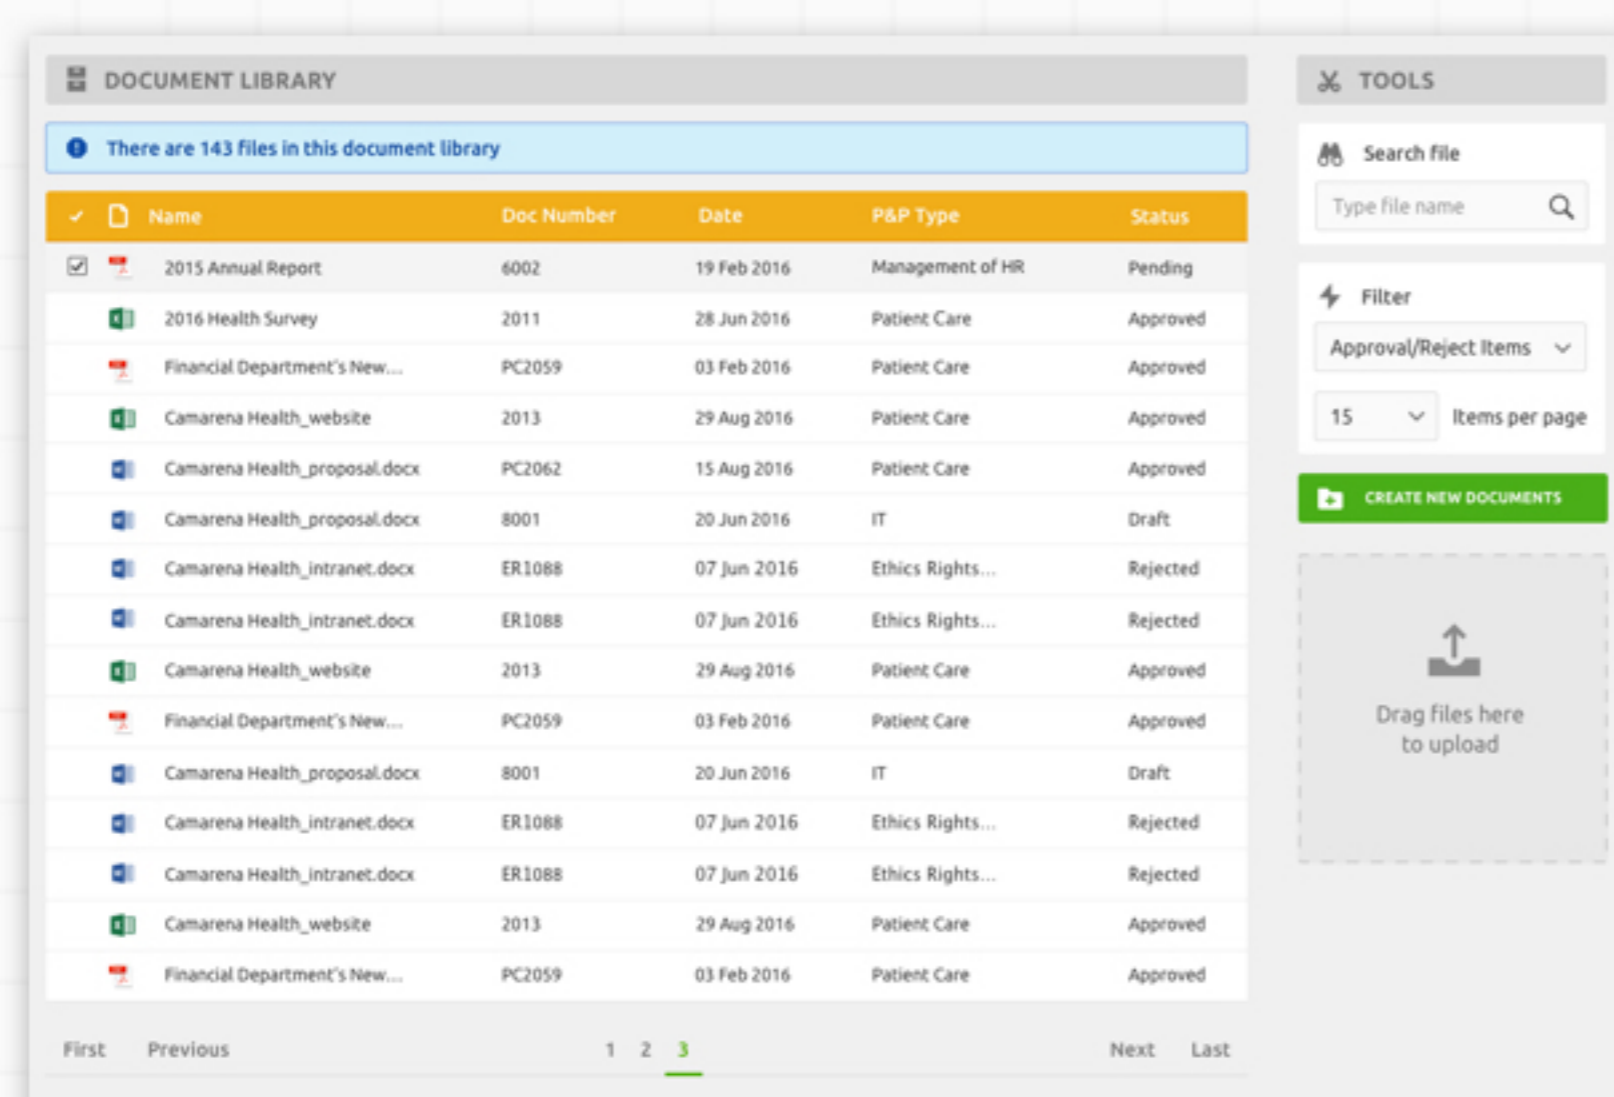 DOCUMENT LIBRARY
There are 143 files in this document library
Name Doc Number Date P&P Type Status
2015 Annual Report 6002 19 Feb 2016 Management of HR Pending
2016 Health Survey 2011 28 Jun 2016 Patient Care Approved
Financial Department's New... PC2059 03 Feb 2016 Patient Care Approved
Camarena Health_website 2013 29 Aug 2016 Patient Care Approved
Camarena Health_proposal.docx PC2062 15 Aug 2016 Patient Care Approved
Camarena Health_proposal.docx 8001 20 Jun 2016 IT Draft
Camarena Health_intranet.docx ER1088 07 Jun 2016 Ethics Rights... Rejected
Camarena Health_intranet.docx ER1088 07 Jun 2016 Ethics Rights... Rejected
Camarena Health_website 2013 29 Aug 2016 Patient Care Approved
Financial Department's New... PC2059 03 Feb 2016 Patient Care Approved
Camarena Health_proposal.docx 8001 20 Jun 2016 IT Draft
Camarena Health_intranet.docx ER1088 07 Jun 2016 Ethics Rights... Rejected
Camarena Health_intranet.docx ER1088 07 Jun 2016 Ethics Rights... Rejected
Camarena Health_website 2013 29 Aug 2016 Patient Care Approved
Financial Department's New... PC2059 03 Feb 2016 Patient Care Approved
First Previous 1 2 3 Next Last
TOOLS
Search file
Type file name
Filter
Approval/Reject Items
15 Items per page
CREATE NEW DOCUMENTS
Drag files here
to upload